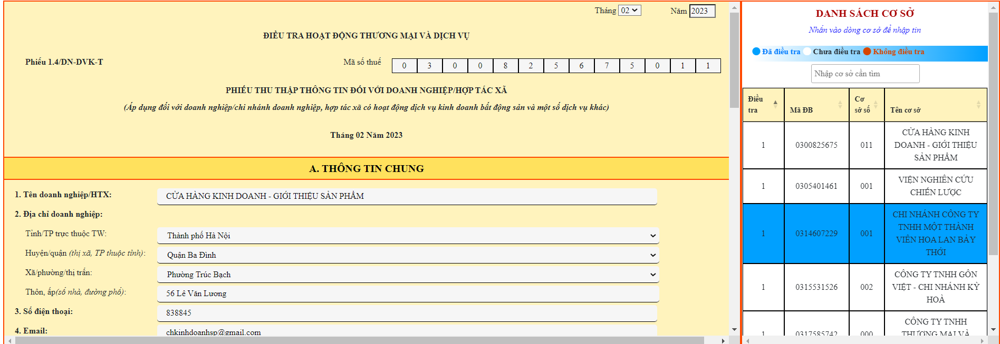 Tháng 02 Năm 2023
ĐIỀU TRA HOẠT ĐỘNG THƯƠNG MẠI VÀ DỊCH VỤ
Phiếu 1.4/DN-DVK-T Mã số thuế 0 3 0 0 8 2 5 6 7 5 0 1 1
PHIẾU THU THẬP THÔNG TIN ĐỐI VỚI DOANH NGHIỆP/HỢP TÁC XÃ
(Áp dụng đối với doanh nghiệp/chi nhánh doanh nghiệp, hợp tác xã có hoạt động dịch vụ kinh doanh bất động sản và một số dịch vụ khác)
Tháng 02 Năm 2023
A. THÔNG TIN CHUNG
1. Tên doanh nghiệp/HTX: CỬA HÀNG KINH DOANH - GIỚI THIỆU SẢN PHẨM
2. Địa chỉ doanh nghiệp:
Tỉnh/TP trực thuộc TW: Thành phố Hà Nội
Huyện/quận (thị xã, TP thuộc tỉnh): Quận Ba Đình
Xã/phường/thị trấn: Phường Trúc Bạch
Thôn, ấp(số nhà, đường phố): 56 Lê Văn Lương
3. Số điện thoại: 838845
4. Email: chkinhdoanhsp@gmail.com
DANH SÁCH CƠ SỞ
Nhấn vào dòng cơ sở để nhập tin
Đã điều tra Chưa điều tra Không điều tra
Nhập cơ sở cần tìm
Điều tra Mã ĐB Cơ sở số Tên cơ sở
1 0300825675 011 CỬA HÀNG KINH
DOANH - GIỚI THIỆU
SẢN PHẨM
1 0305401461 001 VIỆN NGHIÊN CỨU
CHIẾN LƯỢC
1 0314607229 001 CHI NHÁNH CÔNG TY
TNHH MỘT THÀNH
VIÊN HOA LAN BẢY
THỚI
1 0315531526 002 CÔNG TY TNHH GÔN
VIỆT - CHI NHÁNH KỲ
HOÀ
1 0317585742 000 CÔNG TY TNHH
THƯƠNG MẠI VÀ